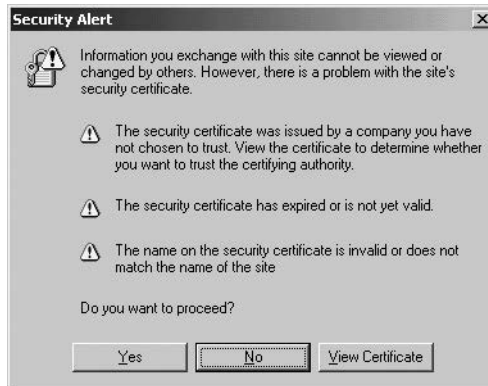 Security Alert
Information you exchange with this site cannot be viewed or
changed by others. However, there is a problem with the site's
security certificate.
The security certificate was issued by a company you have
not chosen to trust. View the certificate to determine whether
you want to trust the certifying authority.
The security certificate has expired or is not yet valid.
The name on the security certificate is invalid or does not
match the name of the site
Do you want to proceed?
Yes No View Certificate